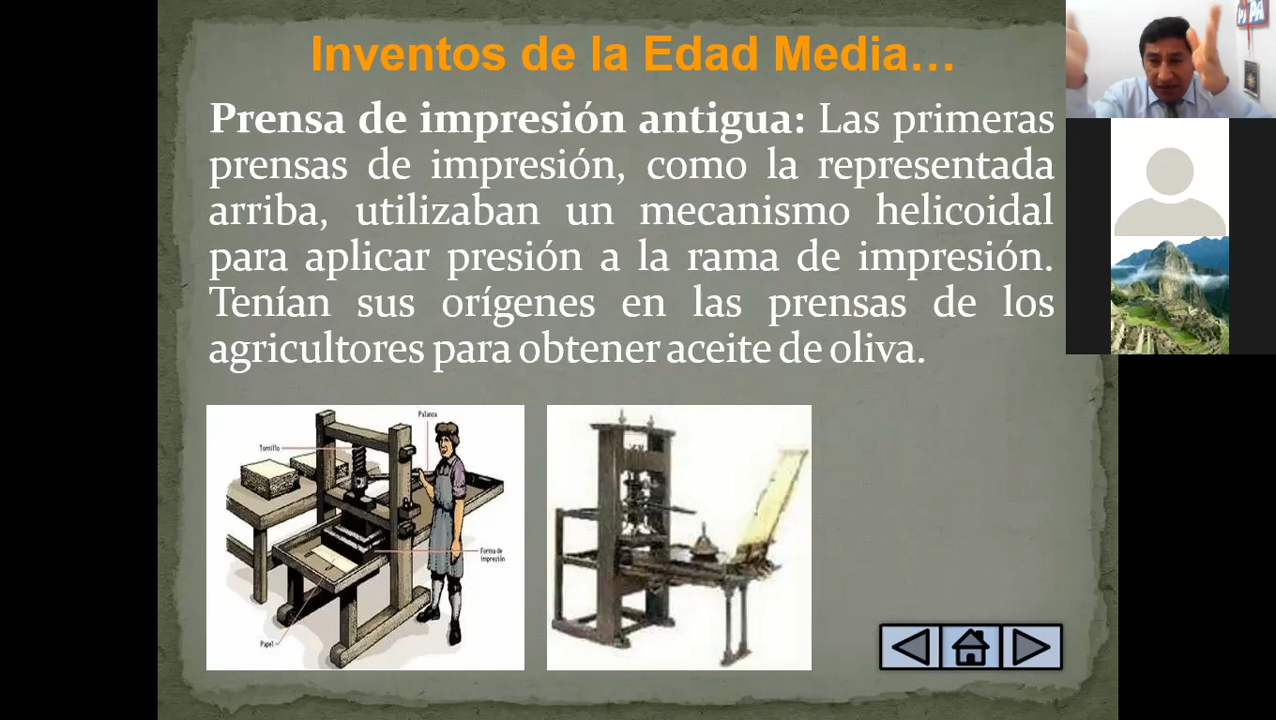 Inventos de la Edad Media…
Prensa de impresión antigua: Las primeras
prensas de impresión, como la representada
arriba, utilizaban un mecanismo helicoidal
para aplicar presión a la rama de impresión.
Tenían sus orígenes en las prensas de los
agricultores para obtener aceite de oliva.
Palanca
Tornillo
Forma de
impresión
Papel